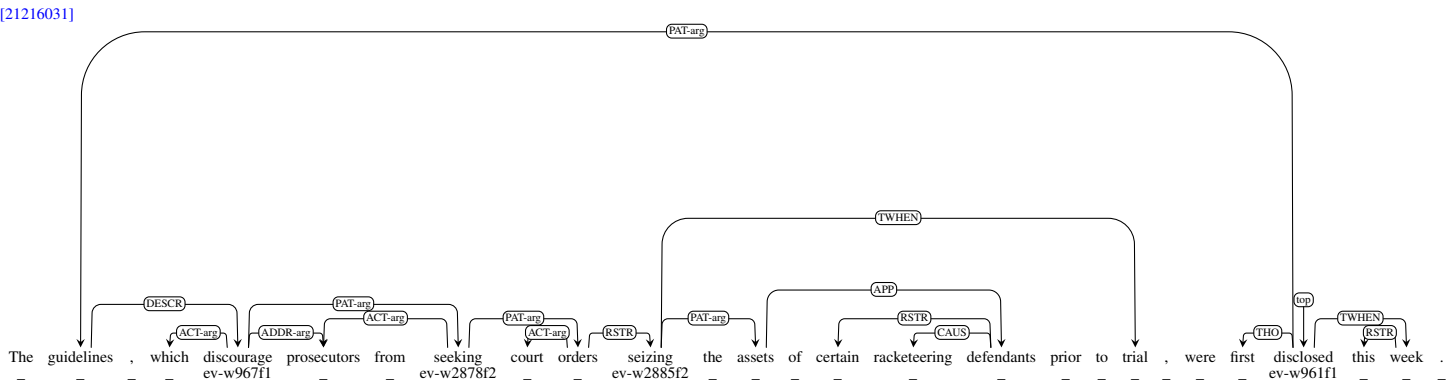 [21216031]
PAT-arg
TWHEN
APP
DESCR PAT-arg top
ACT-arg PAT-arg PAT-arg RSTR TWHEN
ACT-arg ADDR-arg ACT-arg RSTR CAUS THO RSTR
The guidelines , which discourage prosecutors from seeking court orders seizing the assets of certain racketeering defendants prior to trial , were first disclosed this week .
_ _ _ _ ev-w967f1 _ _ ev-w2878f2 _ _ ev-w2885f2 _ _ _ _ _ _ _ _ _ _ _ _ ev-w961f1 _ _ _